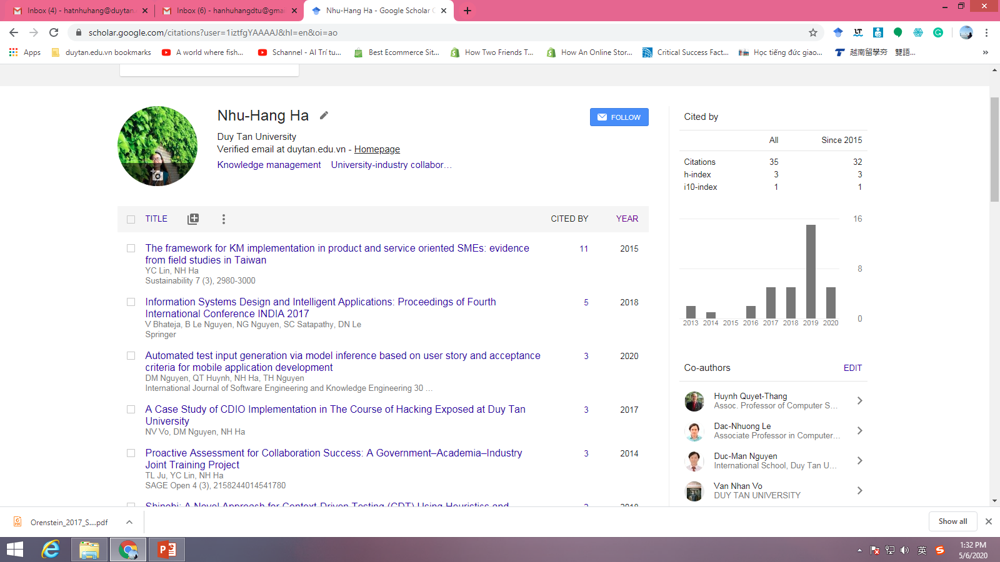 Inbox (4) - hatnhuhang@duytan.
Inbox (6) - hanhuhangdtu@gmai
Nhu-Hang Ha - Google Scholar C
scholar.google.com/citations?user=1iztfgYAAAAJ&hl=en&oi=ao
Apps
duytan.edu.vn bookmarks
A world where fish...
Schannel - AI Trí tu...
Best Ecommerce Sit...
How Two Friends T...
How An Online Stor...
Critical Success Fact...
Học tiếng đức giao...
越南留學夯 雙語...
»
Nhu-Hang Ha
FOLLOW
Duy Tan University
Verified email at duytan.edu.vn - Homepage
Knowledge management University-industry collabor...
TITLE CITED BY YEAR
The framework for KM implementation in product and service oriented SMEs: evidence 11 2015
from field studies in Taiwan
YC Lin, NH Ha
Sustainability 7 (3), 2980-3000
Information Systems Design and Intelligent Applications: Proceedings of Fourth 5 2018
International Conference INDIA 2017
V Bhateja, B Le Nguyen, NG Nguyen, SC Satapathy, DN Le
Springer
Automated test input generation via model inference based on user story and acceptance 3 2020
criteria for mobile application development
DM Nguyen, QT Huynh, NH Ha, TH Nguyen
International Journal of Software Engineering and Knowledge Engineering 30 ...
A Case Study of CDIO Implementation in The Course of Hacking Exposed at Duy Tan 3 2017
University
NV Vo, DM Nguyen, NH Ha
Proactive Assessment for Collaboration Success: A Government–Academia–Industry 3 2014
Joint Training Project
TL Ju, YC Lin, NH Ha
SAGE Open 4 (3), 2158244014541780
Shinobi: A Novel Approach for Context-Driven Testing (CDT) Using Heuristics and 2 2018
Cited by
All Since 2015
Citations 35 32
h-index 3 3
i10-index 1 1
16
8
0
2013 2014 2015 2016 2017 2018 2019 2020
Co-authors EDIT
Huynh Quyet-Thang
Assoc. Professor of Computer S...
Dac-Nhuong Le
Associate Professor in Computer...
Duc-Man Nguyen
International School, Duy Tan U...
Van Nhan Vo
DUY TAN UNIVERSITY
Orenstein_2017_S....pdf
Show all
英
1:32 PM
5/6/2020